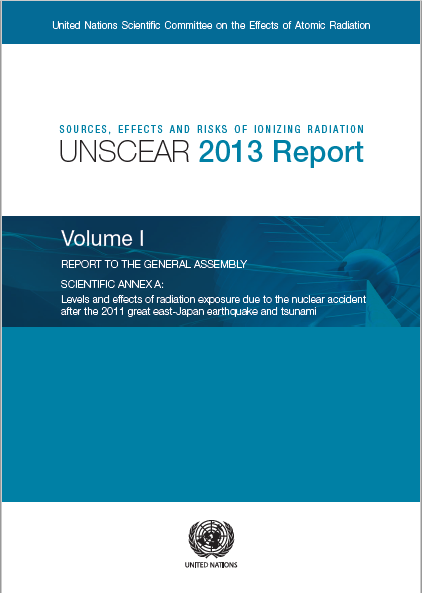 United Nations Scientific Committee on the Effects of Atomic Radiation
SOURCES, EFFECTS AND RISKS OF IONIZING RADIATION
UNSCEAR 2013 Report
Volume I
REPORT TO THE GENERAL ASSEMBLY
SCIENTIFIC ANNEX A:
Levels and effects of radiation exposure due to the nuclear accident
after the 2011 great east-Japan earthquake and tsunami
UNITED NATIONS